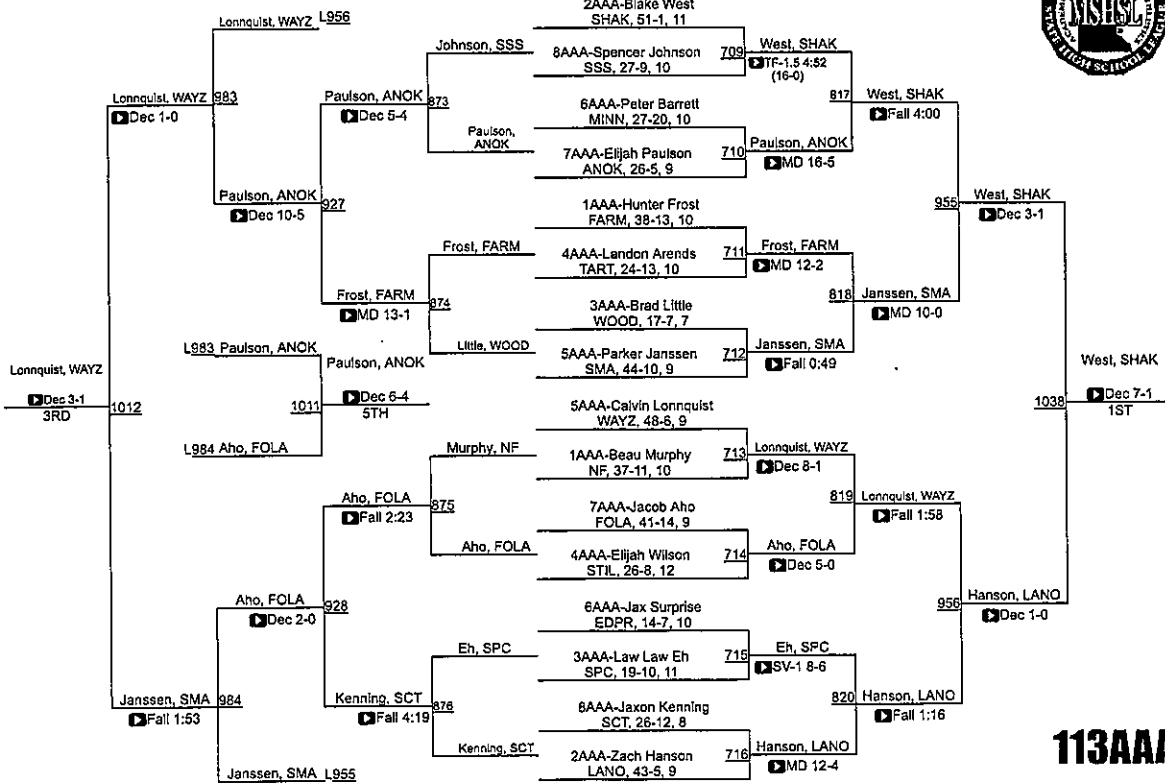 2AAA-Blake West
SHAK, 51-1, 11
8AAA-Spencer Johnson
SSS, 27-9, 10
709
6AAA-Peter Barrett
MINN, 27-20, 10
7AAA-Elijah Paulson
ANOK, 26-5, 9
710
1AAA-Hunter Frost
FARM, 38-13, 10
4AAA-Landon Arends
TART, 24-13, 10
711
3AAA-Brad Little
WOOD, 17-7, 7
5AAA-Parker Janssen
SMA, 44-10, 9
712
5AAA-Calvin Lonnquist
WAYZ, 48-6, 9
1AAA-Beau Murphy
NF, 37-11, 10
713
7AAA-Jacob Aho
FOLA, 41-14, 9
4AAA-Elijah Wilson
STIL, 26-8, 12
714
6AAA-Jax Surprise
EDPR, 14-7, 10
3AAA-Law Law Eh
SPC, 19-10, 11
715
8AAA-Jaxon Kenning
SCT, 26-12, 8
2AAA-Zach Hanson
LANO, 43-5, 9
716
West, SHAK
TF-1.5 4:52
(16-0)
817
Paulson, ANOK
MD 16-5
Frost, FARM
MD 12-2
818
Janssen, SMA
Fall 0:49
Lonnquist, WAYZ
Dec 8-1
819
Aho, FOLA
Dec 5-0
Eh, SPC
SV-1 8-6
820
Hanson, LANO
MD 12-4
West, SHAK
Fall 4:00
955
Janssen, SMA
MD 10-0
Lonnquist, WAYZ
Fall 1:58
956
Hanson, LANO
Fall 1:16
West, SHAK
Dec 3-1
Hanson, LANO
Dec 1-0
1038
West, SHAK
Dec 7-1
1ST
Johnson, SSS
873
Paulson,
ANOK
Frost, FARM
874
Little, WOOD
Murphy, NF
875
Aho, FOLA
Eh, SPC
876
Kenning, SCT
Paulson, ANOK
Dec 5-4
927
Frost, FARM
MD 13-1
Aho, FOLA
Fall 2:23
928
Kenning, SCT
Fall 4:19
Lonnquist, WAYZ L956
983
Paulson, ANOK
Dec 10-5
Aho, FOLA
Dec 2-0
984
Janssen, SMA L955
Lonnquist, WAYZ
Dec 1-0
1012
Janssen, SMA
Fall 1:53
Lonnquist, WAYZ
Dec 3-1
3RD
L983 Paulson, ANOK
1011
L984 Aho, FOLA
Paulson, ANOK
Dec 6-4
5TH
MSHSL
STATE HIGH SCHOOL LEAGUE
113AAA